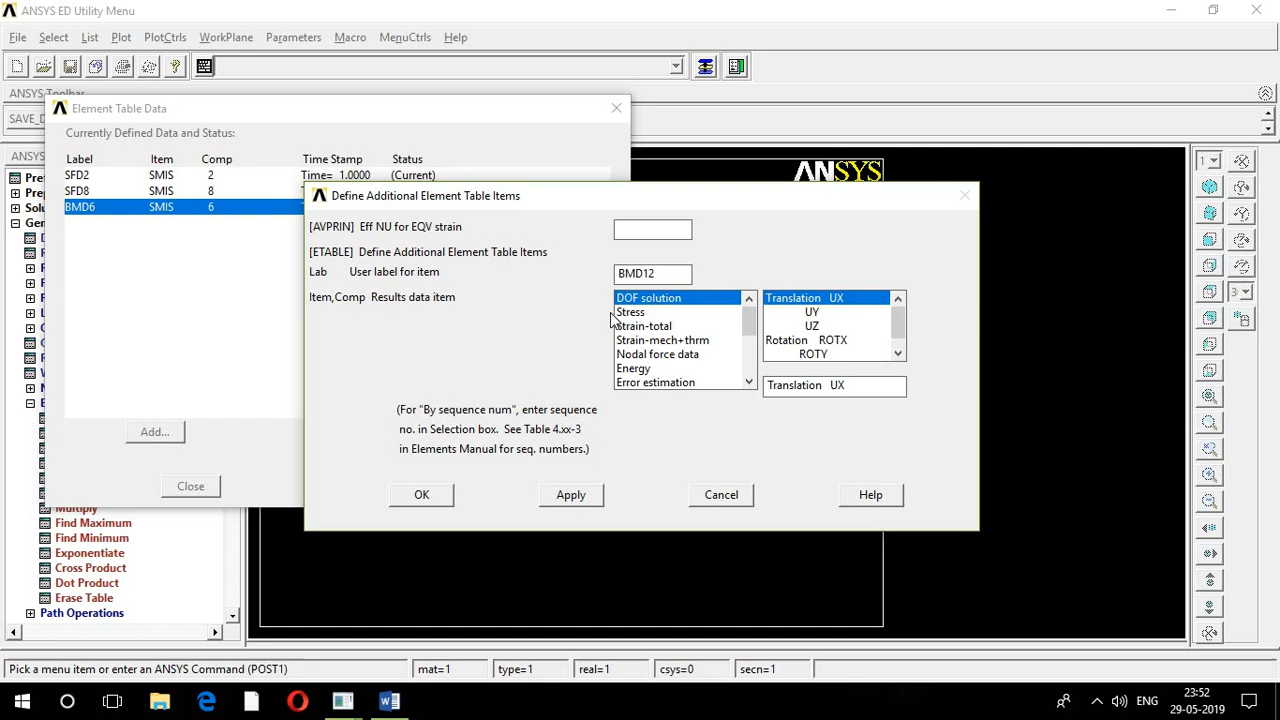 ANSYS ED Utility Menu
File Select List Plot PlotCtrls WorkPlane Parameters Macro MenuCtrls Help
ANSYS Toolbar
SAVE_D
Element Table Data
Currently Defined Data and Status:
Label Item Comp Time Stamp Status
SFD2 SMIS 2 Time= 1.0000 (Current)
SFD8 SMIS 8
BMD6 SMIS 6
Add...
Close
Define Additional Element Table Items
[AVPRIN] Eff NU for EQV strain
[ETABLE] Define Additional Element Table Items
Lab User label for item BMD12
Item,Comp Results data item
DOF solution
Stress
Strain-total
Strain-mech+thrm
Nodal force data
Energy
Error estimation
Translation UX
UY
UZ
Rotation ROTX
ROTY
Translation UX
(For "By sequence num", enter sequence
no. in Selection box. See Table 4.xx-3
in Elements Manual for seq. numbers.)
OK Apply Cancel Help
ANSYS
1
3
Multiply
Find Maximum
Find Minimum
Exponentiate
Cross Product
Dot Product
Erase Table
Path Operations
Pick a menu item or enter an ANSYS Command (POST1) mat=1 type=1 real=1 csys=0 secn=1
ENG
23:52
29-05-2019